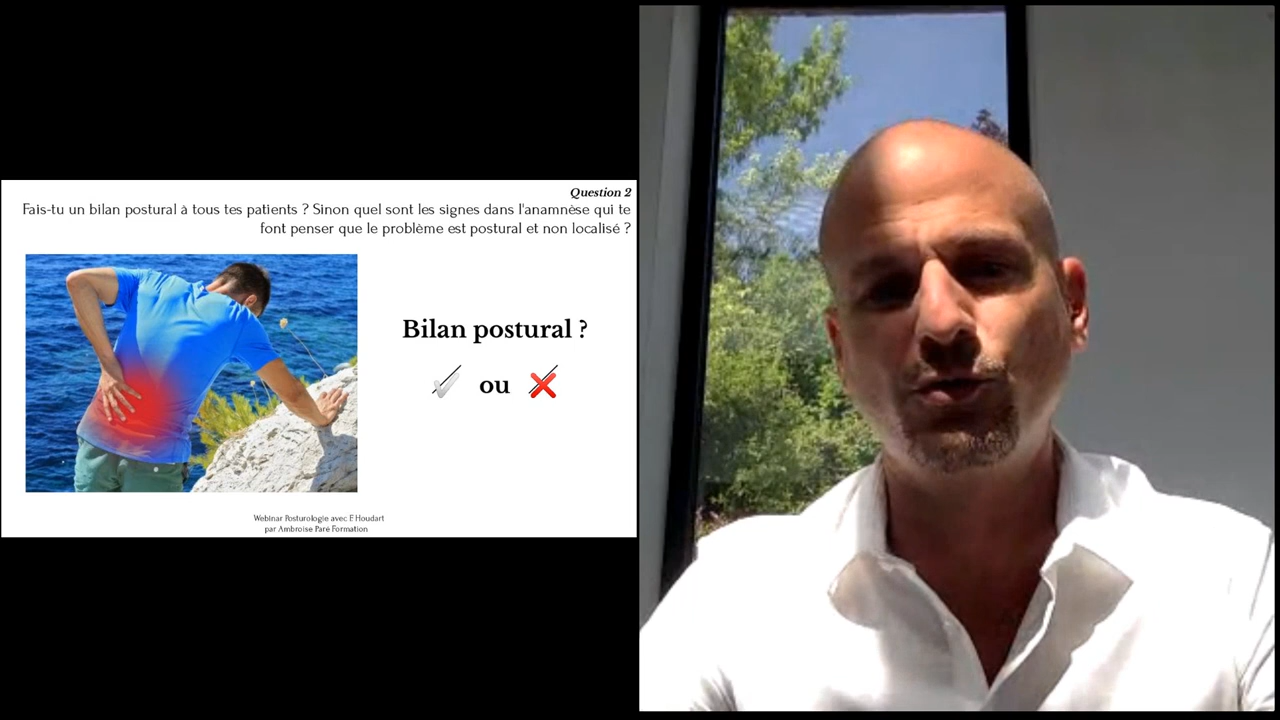 Question 2
Fais-tu un bilan postural à tous tes patients ? Sinon quel sont les signes dans l'anamnèse qui te
font penser que le problème est postural et non localisé ?
Bilan postural ?
ou
Webinar Posturologie avec F Houdart
par Ambroise Paré Formation